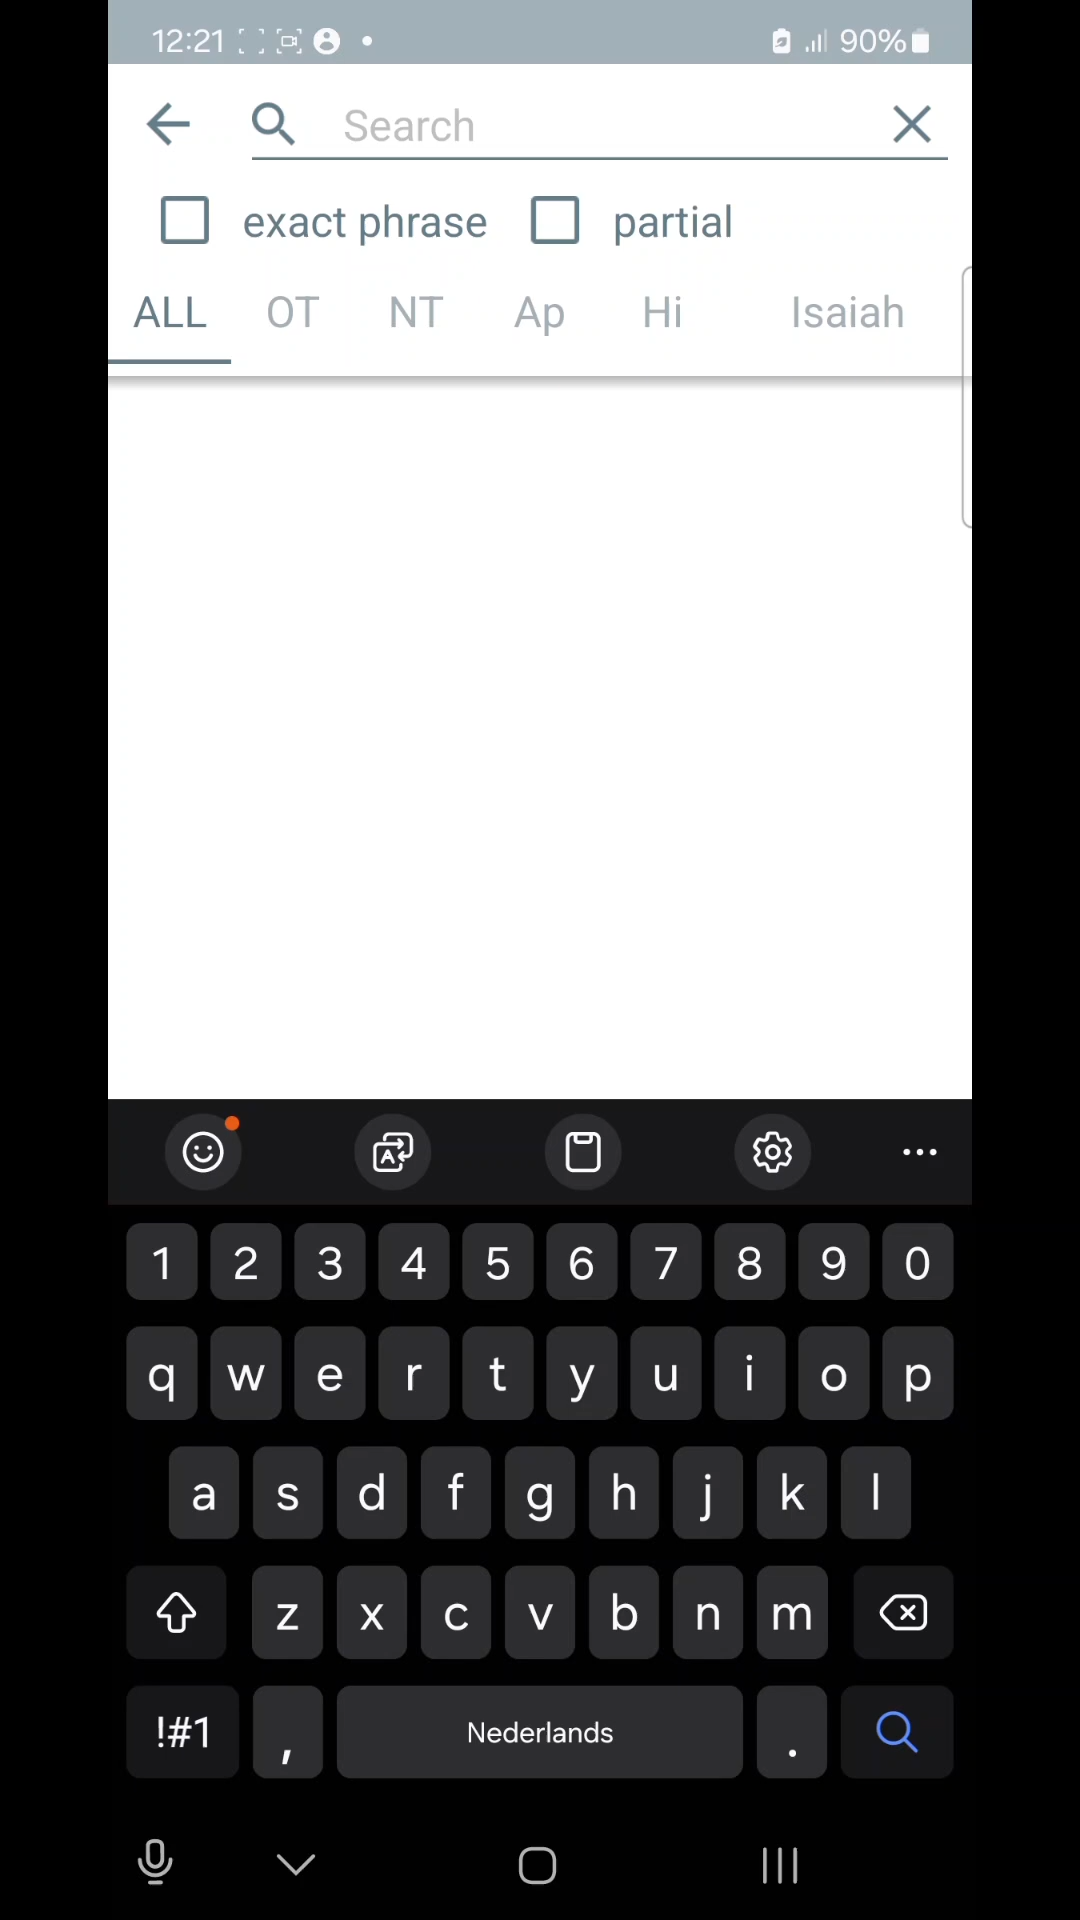 12:21 90%
Search
exact phrase partial
ALL OT NT Ap Hi Isaiah
1 2 3 4 5 6 7 8 9 0
q w e r t y u i o p
a s d f g h j k l
z x c v b n m
!#1 , Nederlands .